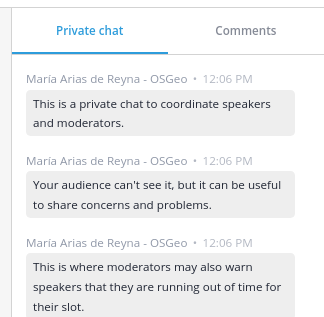 Private chat Comments
María Arias de Reyna - OSGeo • 12:06 PM
This is a private chat to coordinate speakers
and moderators.
María Arias de Reyna - OSGeo • 12:06 PM
Your audience can't see it, but it can be useful
to share concerns and problems.
María Arias de Reyna - OSGeo • 12:06 PM
This is where moderators may also warn
speakers that they are running out of time for
their slot.